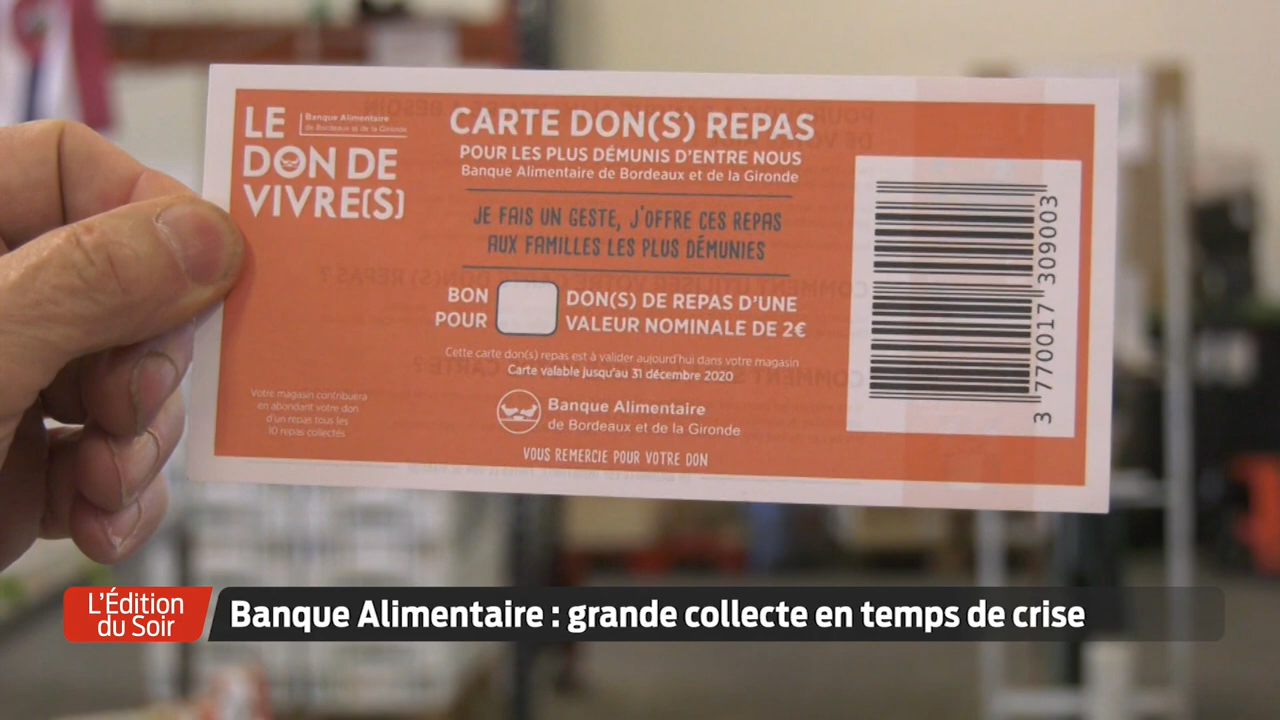 LE
Banque Alimentaire
de Bordeaux et de la Gironde
DON DE
VIVRE(S)
CARTE DON(S) REPAS
POUR LES PLUS DÉMUNIS D'ENTRE NOUS
Banque Alimentaire de Bordeaux et de la Gironde
JE FAIS UN GESTE, J'OFFRE CES REPAS
AUX FAMILLES LES PLUS DÉMUNIES
BON
POUR
DON(S) DE REPAS D'UNE
VALEUR NOMINALE DE 2€
Cette carte don(s) repas est à valider aujourd'hui dans votre magasin
Carte valable jusqu'au 31 décembre 2020
Votre magasin contribuera
en abondant votre don
d'un repas tous les
10 repas collectés
Banque Alimentaire
de Bordeaux et de la Gironde
VOUS REMERCIE POUR VOTRE DON
3 770017 309003
L'Édition
du Soir
Banque Alimentaire : grande collecte en temps de crise